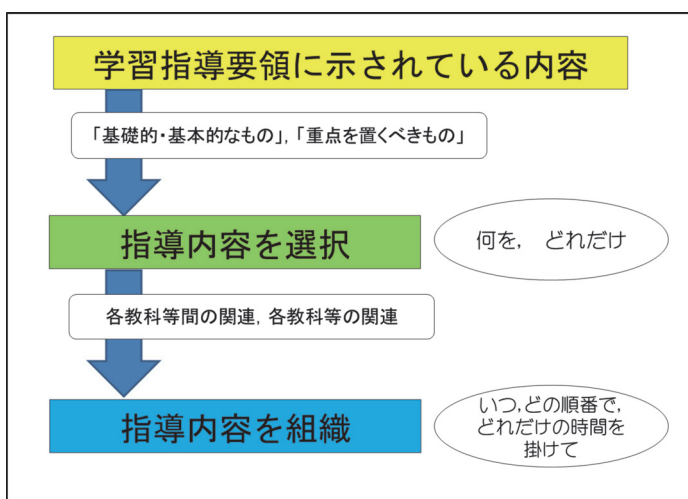 学習指導要領に示されている内容
「基礎的・基本的なもの」，「重点を置くべきもの」
指導内容を選択
何を，　どれだけ
各教科等間の関連，各教科等の関連
指導内容を組織
いつ，どの順番で，
どれだけの時間を
掛けて